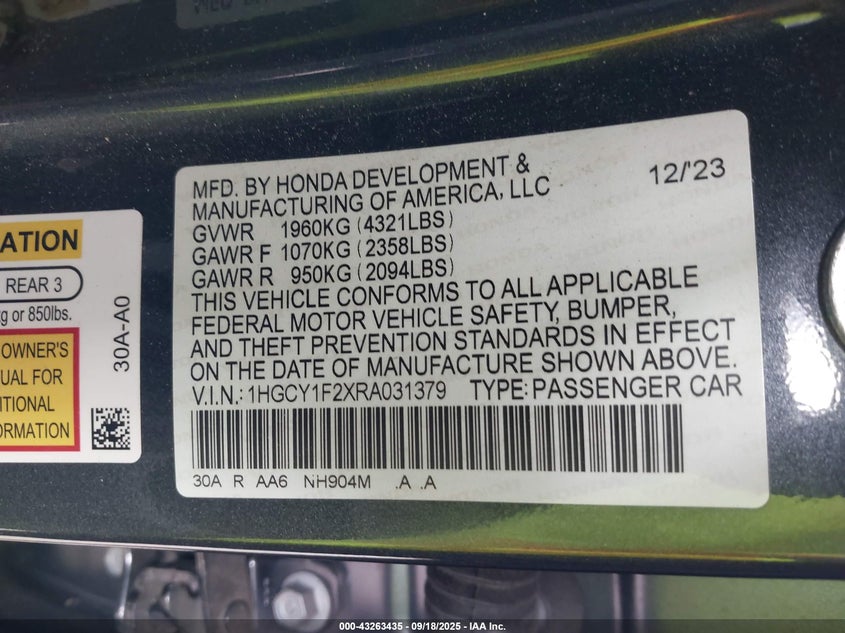 MFD. BY HONDA DEVELOPMENT &
MANUFACTURING OF AMERICA, LLC
12/'23
GVWR 1960KG (4321LBS)
GAWR F 1070KG (2358LBS)
GAWR R 950KG (2094LBS)
THIS VEHICLE CONFORMS TO ALL APPLICABLE
FEDERAL MOTOR VEHICLE SAFETY, BUMPER,
AND THEFT PREVENTION STANDARDS IN EFFECT
ON THE DATE OF MANUFACTURE SHOWN ABOVE.
V.I.N.: 1HGCY1F2XRA031379 TYPE: PASSENGER CAR
30A R AA6 NH904M .A .A
ATION
REAR 3
g or 850lbs.
OWNER'S
UAL FOR
ITIONAL
ORMATION
30A-A0
000-43263435 - 09/18/2025 - IAA Inc.